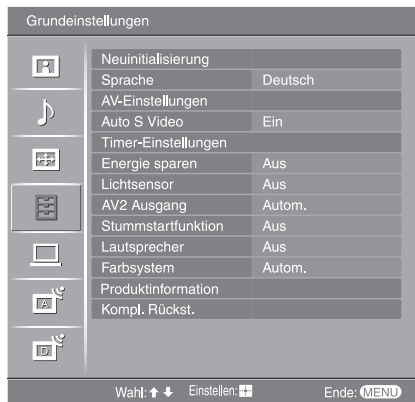 Grundeinstellungen
Neuinitialisierung
Sprache Deutsch
AV-Einstellungen
Auto S Video Ein
Timer-Einstellungen
Energie sparen Aus
Lichtsensor Aus
AV2 Ausgang Autom.
Stummstartfunktion Aus
Lautsprecher Aus
Farbsystem Autom.
Produktinformation
Kompl. Rückst.
A
D
Wahl: Einstellen: Ende: MENU